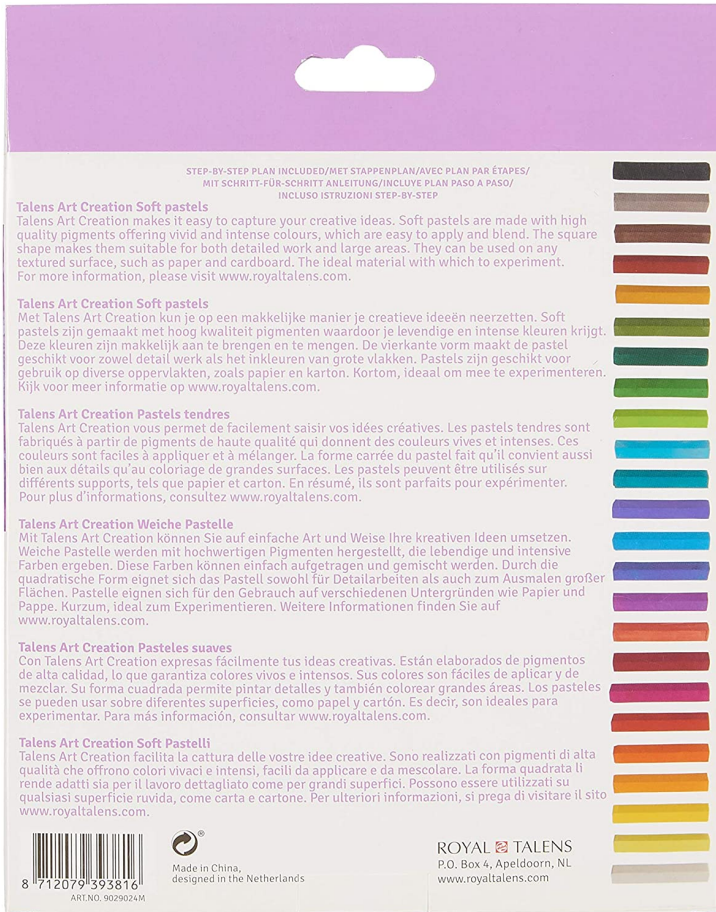 STEP-BY-STEP PLAN INCLUDED/MET STAPPENPLAN/AVEC PLAN PAR ÉTAPES/
MIT SCHRITT-FÜR-SCHRITT ANLEITUNG/INCLUYE PLAN PASO A PASO/
INCLUSO ISTRUZIONI STEP-BY-STEP
Talens Art Creation Soft pastels
Talens Art Creation makes it easy to capture your creative ideas. Soft pastels are made with high
quality pigments offering vivid and intense colours, which are easy to apply and blend. The square
shape makes them suitable for both detailed work and large areas. They can be used on any
textured surface, such as paper and cardboard. The ideal material with which to experiment.
For more information, please visit www.royaltalens.com.
Talens Art Creation Soft pastels
Met Talens Art Creation kun je op een makkelijke manier je creatieve ideeën neerzetten. Soft
pastels zijn gemaakt met hoog kwaliteit pigmenten waardoor je levendige en intense kleuren krijgt.
Deze kleuren zijn makkelijk aan te brengen en te mengen. De vierkante vorm maakt de pastel
geschikt voor zowel detail werk als het inkleuren van grote vlakken. Pastels zijn geschikt voor
gebruik op diverse oppervlakten, zoals papier en karton. Kortom, ideaal om mee te experimenteren.
Kijk voor meer informatie op www.royaltalens.com.
Talens Art Creation Pastels tendres
Talens Art Creation vous permet de facilement saisir vos idées créatives. Les pastels tendres sont
fabriqués à partir de pigments de haute qualité qui donnent des couleurs vives et intenses. Ces
couleurs sont faciles à appliquer et à mélanger. La forme carrée du pastel fait qu'il convient aussi
bien aux détails qu'au coloriage de grandes surfaces. Les pastels peuvent être utilisés sur
différents supports, tels que papier et carton. En résumé, ils sont parfaits pour expérimenter.
Pour plus d'informations, consultez www.royaltalens.com.
Talens Art Creation Weiche Pastelle
Mit Talens Art Creation können Sie auf einfache Art und Weise Ihre kreativen Ideen umsetzen.
Weiche Pastelle werden mit hochwertigen Pigmenten hergestellt, die lebendige und intensive
Farben ergeben. Diese Farben können einfach aufgetragen und gemischt werden. Durch die
quadratische Form eignet sich das Pastell sowohl für Detailarbeiten als auch zum Ausmalen großer
Flächen. Pastelle eignen sich für den Gebrauch auf verschiedenen Untergründen wie Papier und
Pappe. Kurzum, ideal zum Experimentieren. Weitere Informationen finden Sie auf
www.royaltalens.com.
Talens Art Creation Pasteles suaves
Con Talens Art Creation expresas fácilmente tus ideas creativas. Están elaborados de pigmentos
de alta calidad, lo que garantiza colores vivos e intensos. Sus colores son fáciles de aplicar y de
mezclar. Su forma cuadrada permite pintar detalles y también colorear grandes áreas. Los pasteles
se pueden usar sobre diferentes superficies, como papel y cartón. Es decir, son ideales para
experimentar. Para más información, consultar www.royaltalens.com.
Talens Art Creation Soft Pastelli
Talens Art Creation facilita la cattura delle vostre idee creative. Sono realizzati con pigmenti di alta
qualità che offrono colori vivaci e intensi, facili da applicare e da mescolare. La forma quadrata li
rende adatti sia per il lavoro dettagliato come per grandi superfici. Possono essere utilizzati su
qualsiasi superficie ruvida, come carta e cartone. Per ulteriori informazioni, si prega di visitare il sito
www.royaltalens.com.
8 712079 393816
ART.NO. 9029024M
®
Made in China,
designed in the Netherlands
ROYAL TALENS
P.O. Box 4, Apeldoorn, NL
www.royaltalens.com